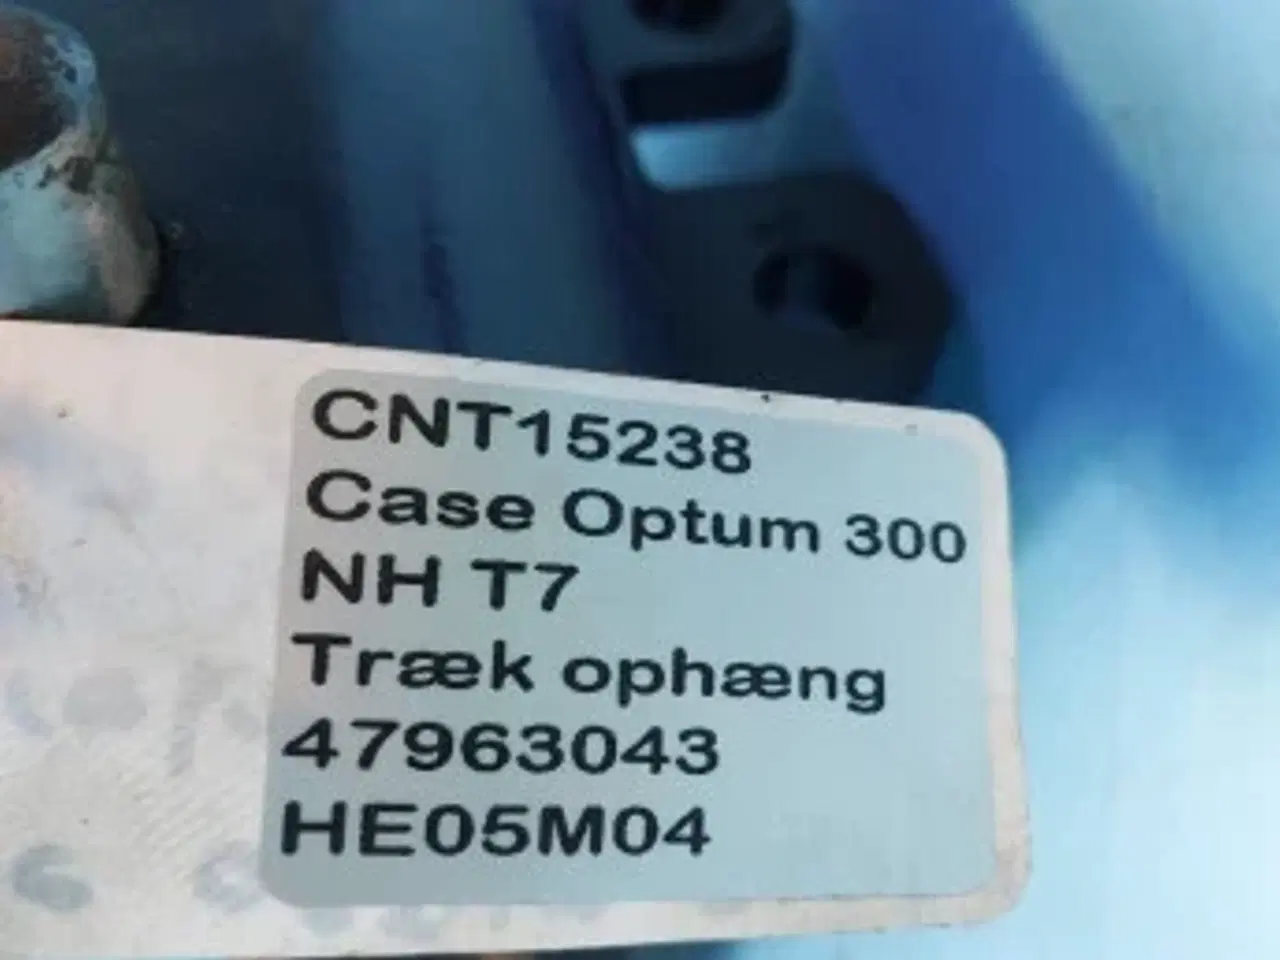 CNT15238
Case Optum 300
NH T7
Træk ophæng
47963043
HE05M04